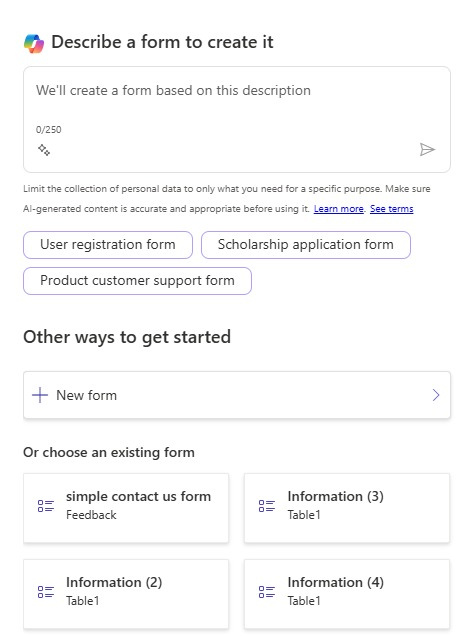 Describe a form to create it
We'll create a form based on this description
0/250
Limit the collection of personal data to only what you need for a specific purpose. Make sure
AI-generated content is accurate and appropriate before using it. Learn more. See terms
User registration form
Scholarship application form
Product customer support form
Other ways to get started
New form
Or choose an existing form
simple contact us form
Feedback
Information (3)
Table1
Information (2)
Table1
Information (4)
Table1